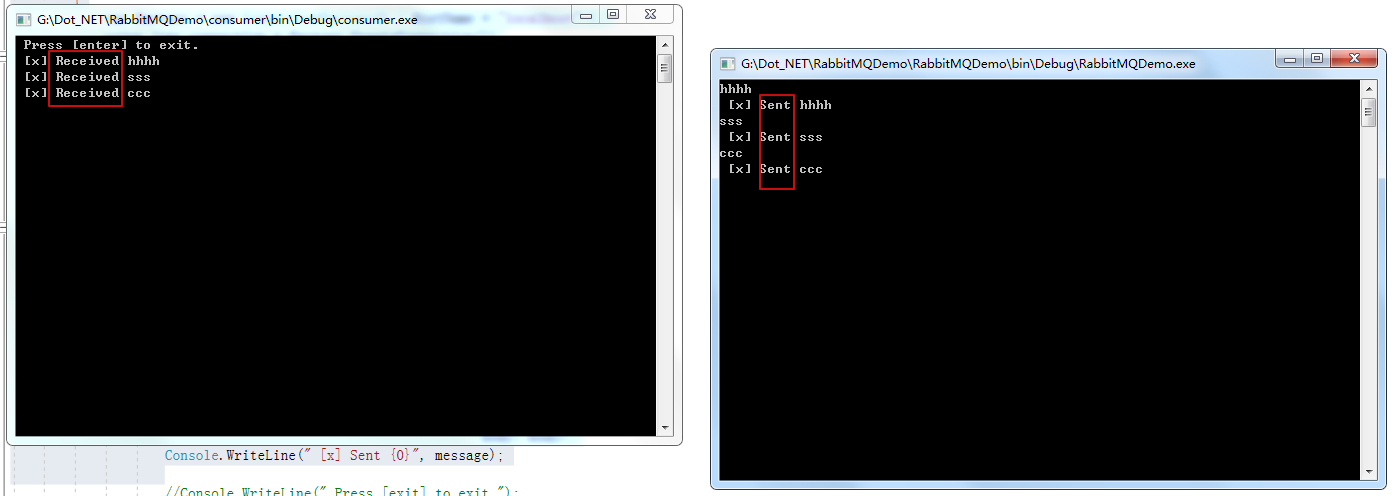 G:\Dot_NET\RabbitMQDemo\consumer\bin\Debug\consumer.exe
Press [enter] to exit.
[x] Received hhhh
[x] Received sss
[x] Received ccc
G:\Dot_NET\RabbitMQDemo\RabbitMQDemo\bin\Debug\RabbitMQDemo.exe
hhhh
[x] Sent hhhh
sss
[x] Sent sss
ccc
[x] Sent ccc
Console.WriteLine(" [x] Sent {0}", message);
//Console.WriteLine(" Press [exit] to exit.");